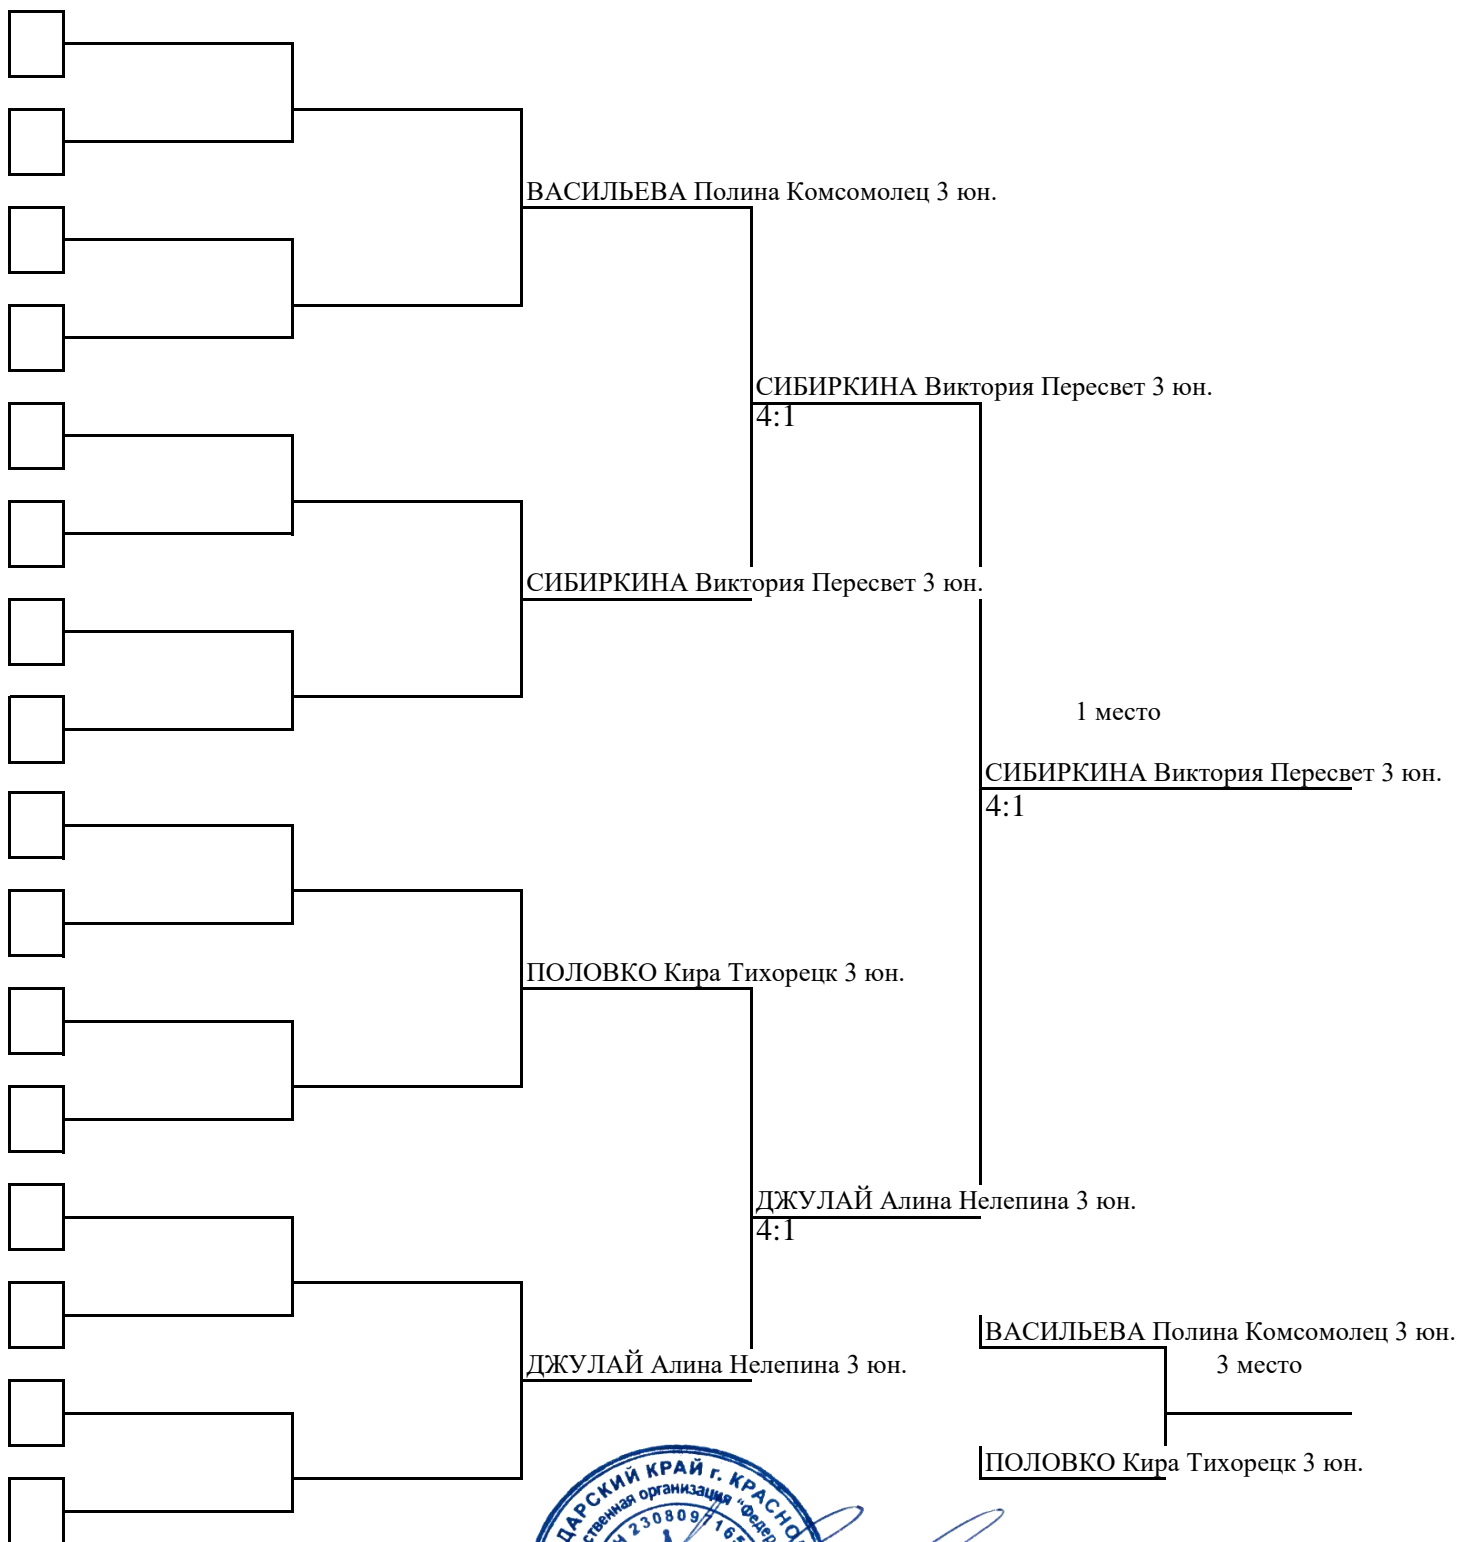 ВАСИЛЬЕВА Полина Комсомолец 3 юн.
СИБИРКИНА Виктория Пересвет 3 юн.
4:1
СИБИРКИНА Виктория Пересвет 3 юн.
1 место
СИБИРКИНА Виктория Пересвет 3 юн.
4:1
ПОЛОВКО Кира Тихорецк 3 юн.
ДЖУЛАЙ Алина Нелепина 3 юн.
4:1
ВАСИЛЬЕВА Полина Комсомолец 3 юн.
ДЖУЛАЙ Алина Нелепина 3 юн.
3 место
ПОЛОВКО Кира Тихорецк 3 юн.
КРАЙ г.
организация